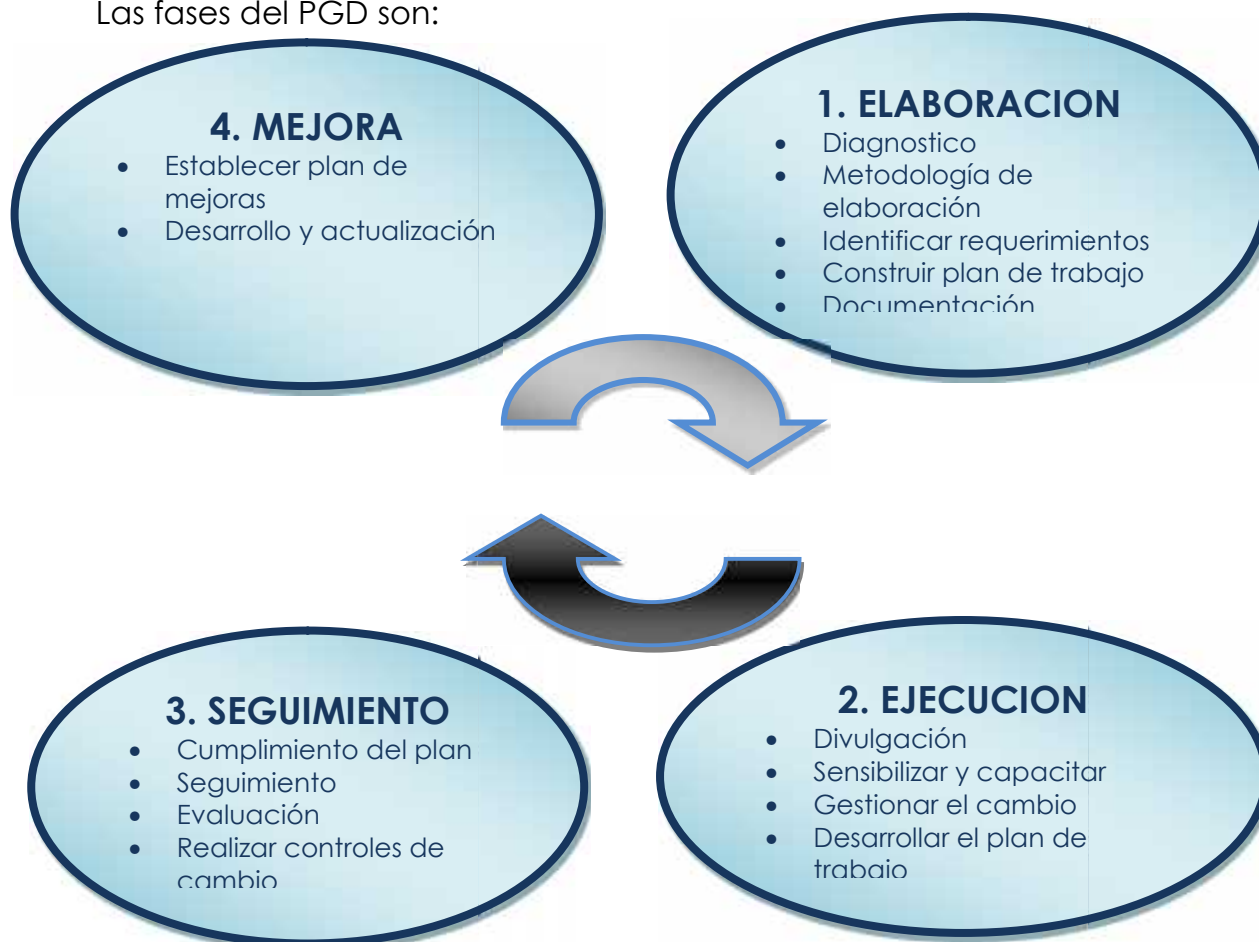 Las fases del PGD son:
4. MEJORA
• Establecer plan de
mejoras
• Desarrollo y actualización
1. ELABORACION
• Diagnostico
• Metodología de
elaboración
• Identificar requerimientos
• Construir plan de trabajo
• Documentación
3. SEGUIMIENTO
• Cumplimiento del plan
• Seguimiento
• Evaluación
• Realizar controles de
cambio
2. EJECUCION
• Divulgación
• Sensibilizar y capacitar
• Gestionar el cambio
• Desarrollar el plan de
trabajo